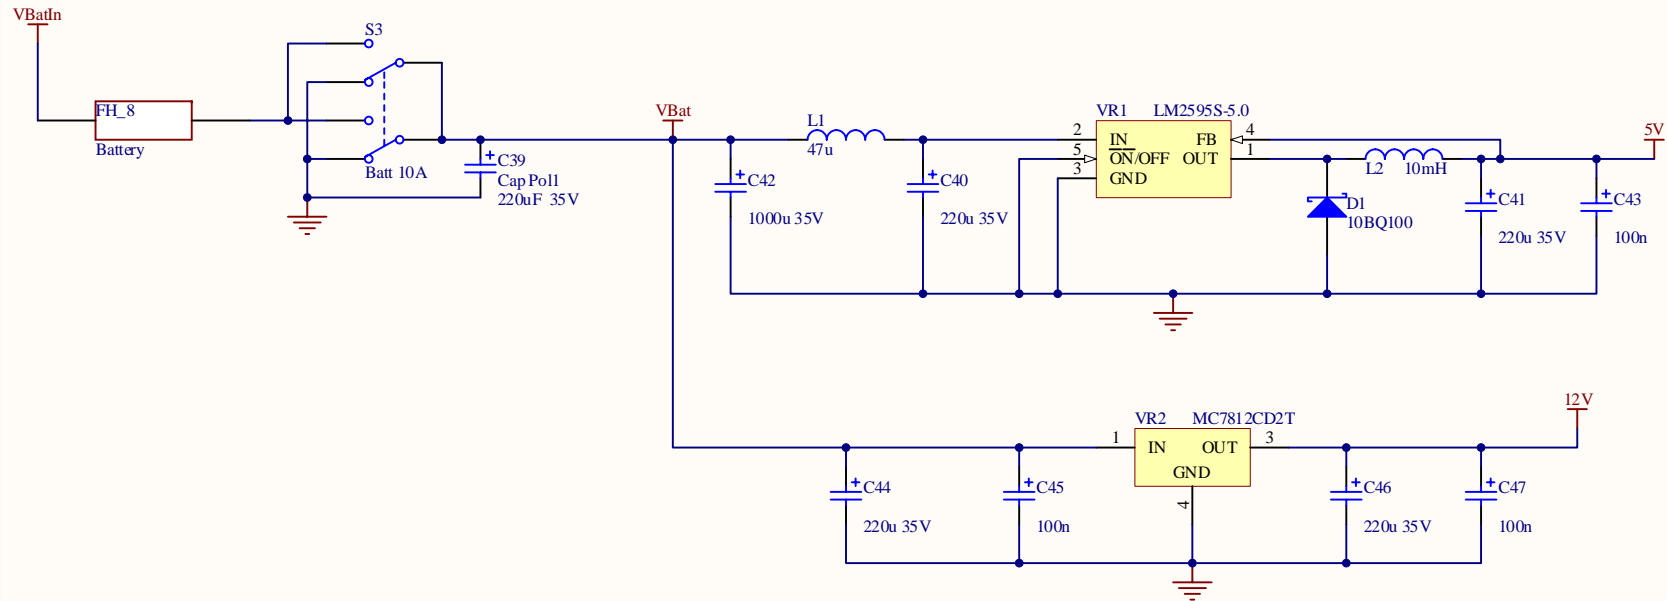 VBatIn
S3
FH_8
Battery
Batt 10A
C39
Cap Pol1
220uF 35V
VBat
L1
47u
C42
1000u 35V
C40
220u 35V
VR1 LM2595S-5.0
2 IN FB 4
5 ON/OFF OUT 1
3 GND
D1
10BQ100
L2 10mH
C41
220u 35V
C43
100n
5V
VR2 MC7812CD2T
1 IN OUT 3
GND
4
C44
220u 35V
C45
100n
C46
220u 35V
C47
100n
12V